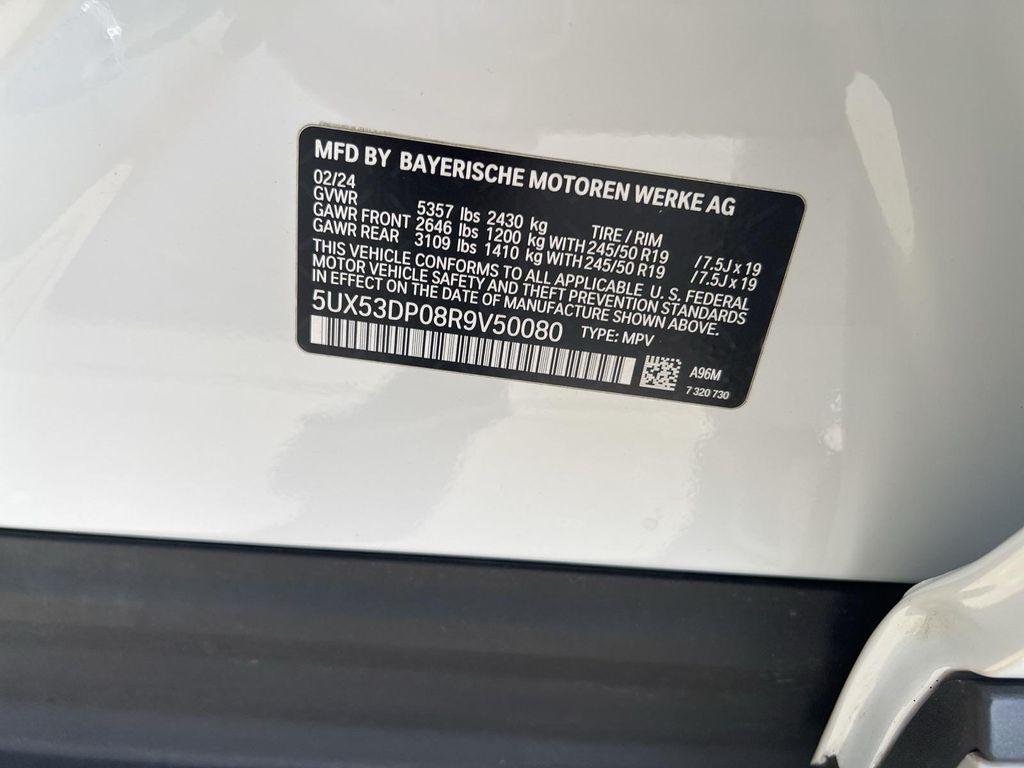 MFD BY BAYERISCHE MOTOREN WERKE AG
02/24
GVWR 5357 lbs 2430 kg TIRE / RIM
GAWR FRONT 2646 lbs 1200 kg WITH 245/50 R19 /7.5J x 19
GAWR REAR 3109 lbs 1410 kg WITH 245/50 R19 /7.5J x 19
THIS VEHICLE CONFORMS TO ALL APPLICABLE U. S. FEDERAL
MOTOR VEHICLE SAFETY AND THEFT PREVENTION STANDARDS
IN EFFECT ON THE DATE OF MANUFACTURE SHOWN ABOVE.
5UX53DP08R9V50080 TYPE: MPV
A96M
7 320 730